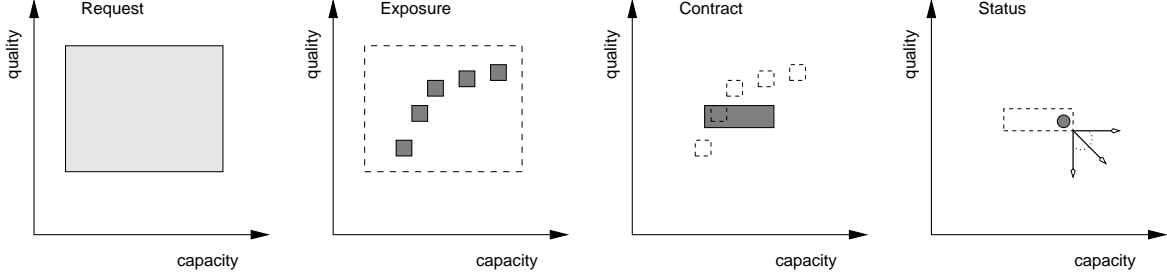 Request
quality
capacity
Exposure
quality
capacity
Contract
quality
capacity
Status
quality
capacity